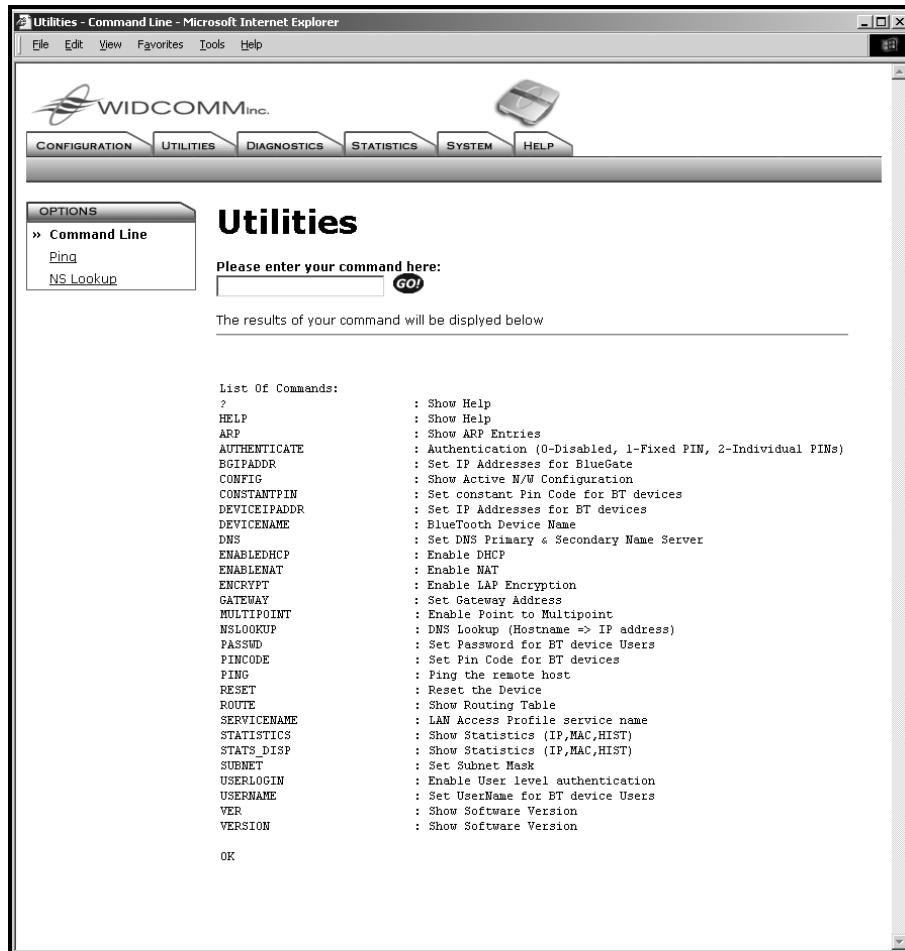 Utilities - Command Line - Microsoft Internet Explorer
File Edit View Favorites Tools Help
WIDCOMM Inc.
CONFIGURATION UTILITIES DIAGNOSTICS STATISTICS SYSTEM HELP
OPTIONS
» Command Line
Ping
NS Lookup
Utilities
Please enter your command here:
GO!
The results of your command will be displyed below
List Of Commands:
? : Show Help
HELP : Show Help
ARP : Show ARP Entries
AUTHENTICATE : Authentication (0-Disabled, 1-Fixed PIN, 2-Individual PINs)
BGIPADDR : Set IP Addresses for BlueGate
CONFIG : Show Active N/W Configuration
CONSTANTPIN : Set constant Pin Code for BT devices
DEVICEIPADDR : Set IP Addresses for BT devices
DEVICENAME : BlueTooth Device Name
DNS : Set DNS Primary & Secondary Name Server
ENABLEDHCP : Enable DHCP
ENABLENAT : Enable NAT
ENCRYPT : Enable LAP Encryption
GATEWAY : Set Gateway Address
MULTIPOINT : Enable Point to Multipoint
NSLOOKUP : DNS Lookup (Hostname => IP address)
PASSWD : Set Password for BT device Users
PINCODE : Set Pin Code for BT devices
PING : Ping the remote host
RESET : Reset the Device
ROUTE : Show Routing Table
SERVICENAME : LAN Access Profile service name
STATISTICS : Show Statistics (IP,MAC,HIST)
STATS_DISP : Show Statistics (IP,MAC,HIST)
SUBNET : Set Subnet Mask
USERLOGIN : Enable User level authentication
USERNAME : Set UserName for BT device Users
VER : Show Software Version
VERSION : Show Software Version
OK